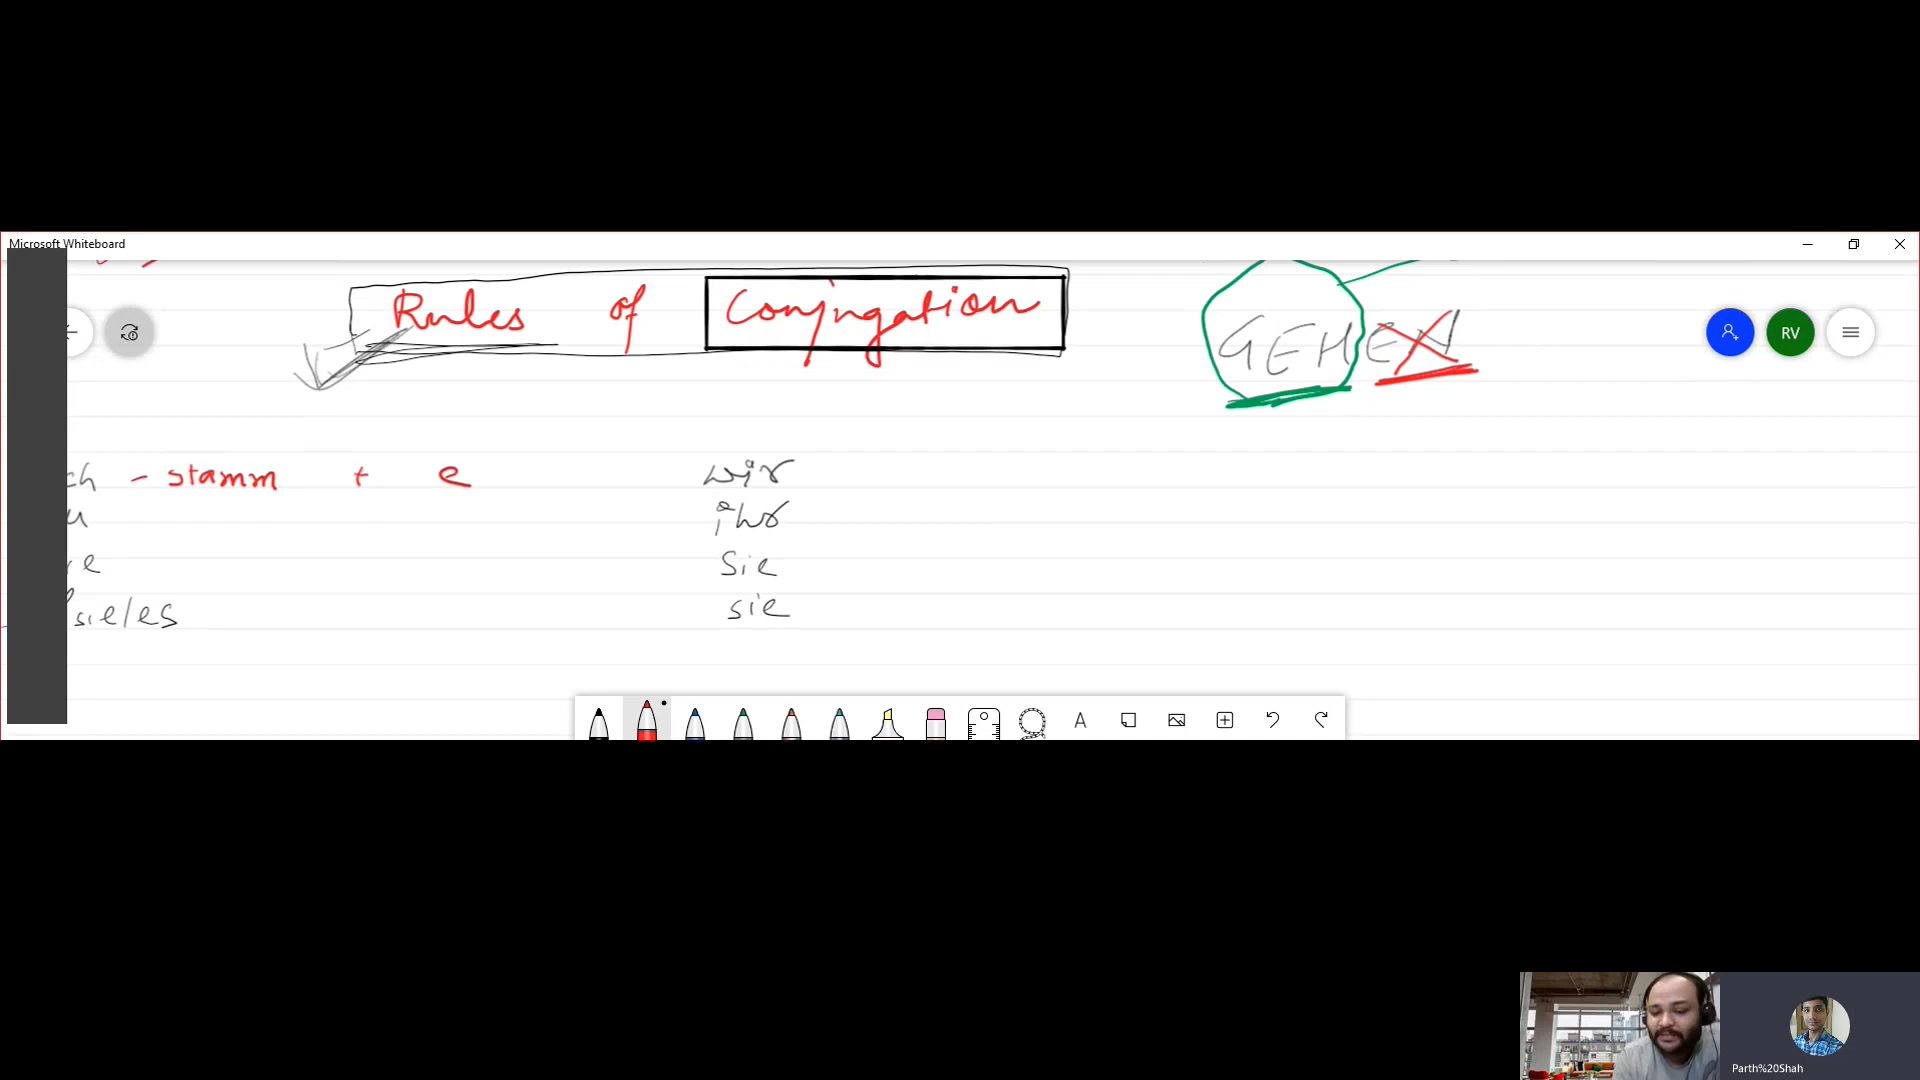 Microsoft Whiteboard
Rules of Conjugation
GEHEN
RV
ch - stamm + e
wir
u
ihr
e
Sie
sie/es
sie
A
Parth%20Shah